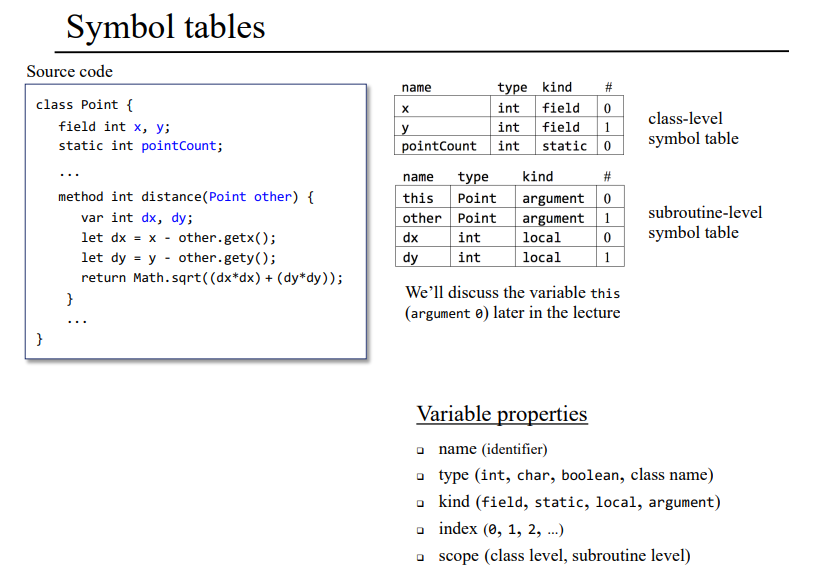 Symbol tables
Source code
class Point {
field int x, y;
static int pointCount;
...
method int distance(Point other) {
var int dx, dy;
let dx = x - other.getx();
let dy = y - other.gety();
return Math.sqrt((dx*dx) + (dy*dy));
}
...
}
name type kind #
x int field 0
y int field 1
pointCount int static 0
class-level
symbol table
name type kind #
this Point argument 0
other Point argument 1
dx int local 0
dy int local 1
subroutine-level
symbol table
We’ll discuss the variable this
(argument 0) later in the lecture
Variable properties
name (identifier)
type (int, char, boolean, class name)
kind (field, static, local, argument)
index (0, 1, 2, ...)
scope (class level, subroutine level)